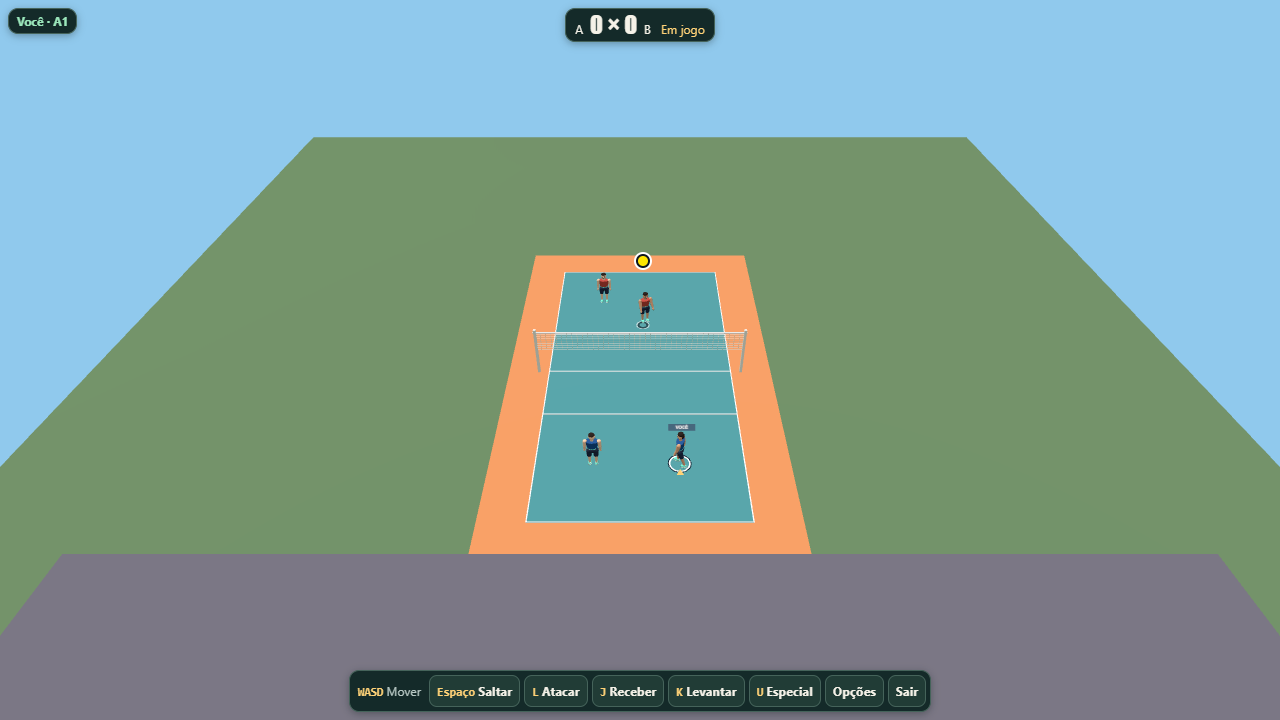 Você · A1
A 0 × 0 B Em jogo
VOCÊ
WASD Mover Espaço Saltar L Atacar J Receber K Levantar U Especial Opções Sair